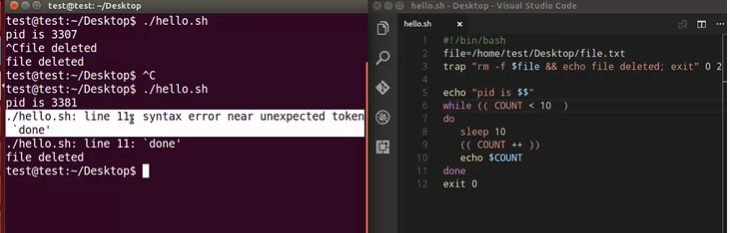 test@test: ~/Desktop
test@test:~/Desktop$ ./hello.sh
pid is 3307
^Cfile deleted
file deleted
test@test:~/Desktop$ ^C
test@test:~/Desktop$ ./hello.sh
pid is 3381
./hello.sh: line 11: syntax error near unexpected token
`done'
./hello.sh: line 11: `done'
file deleted
test@test:~/Desktop$
hello.sh - Desktop - Visual Studio Code
hello.sh
1 #!/bin/bash
2 file=/home/test/Desktop/file.txt
3 trap "rm -f $file && echo file deleted; exit" 0 2
4
5 echo "pid is $$"
6 while (( COUNT < 10 )
7 do
8 sleep 10
9 (( COUNT ++ ))
10 echo $COUNT
11 done
12 exit 0